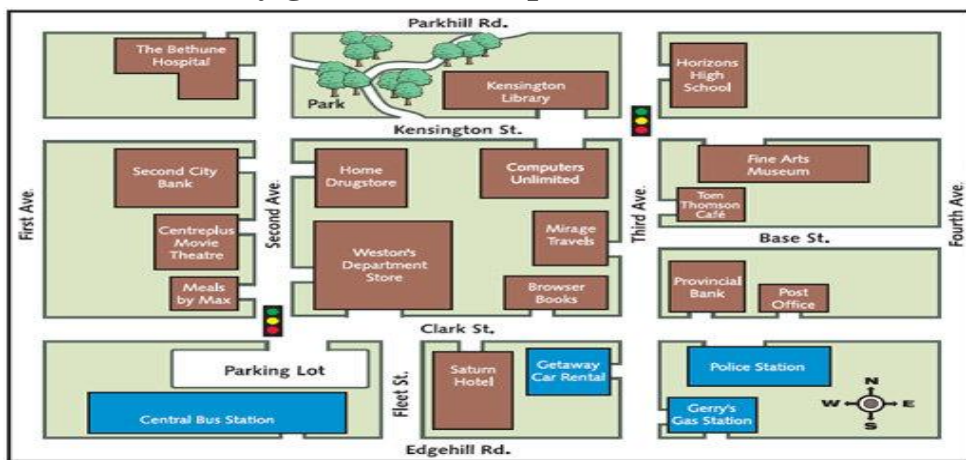 Parkhill Rd.
The Bethune
Hospital
Park
Kensington
Library
Horizons
High
School
Kensington St.
Second City
Bank
Home
Drugstore
Computers
Unlimited
Fine Arts
Museum
Tom
Thomson
Café
First Ave.
Second Ave.
Third Ave.
Fourth Ave.
Centreplus
Movie
Theatre
Weston's
Department
Store
Mirage
Travels
Base St.
Meals
by Max
Browser
Books
Provincial
Bank
Post
Office
Clark St.
Parking Lot
Fleet St.
Saturn
Hotel
Getaway
Car Rental
Police Station
Central Bus Station
Gerry's
Gas Station
N
W
E
S
Edgehill Rd.